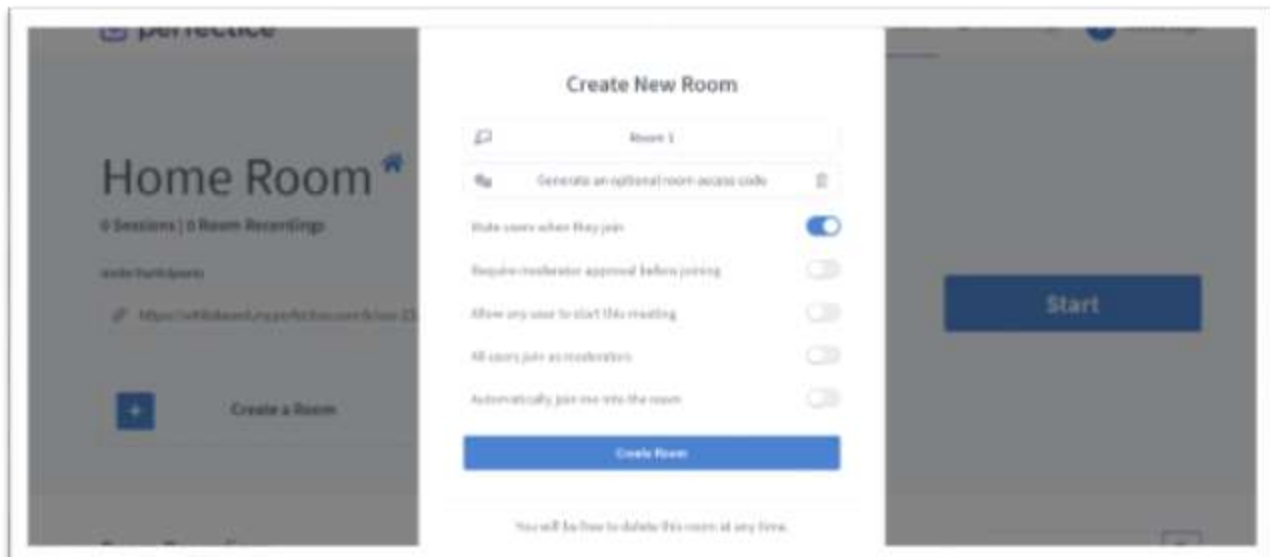 perfectice
Home Room
0 Sessions | 0 Room Recordings
Invite Participants
Create a Room
Start
Create New Room
Room 1
Generate an optional room access code
Mute users when they join
Require moderator approval before joining
Allow any user to start this meeting
All users join as moderators
Automatically join me into the room
Create Room
You will be free to delete this room at any time.